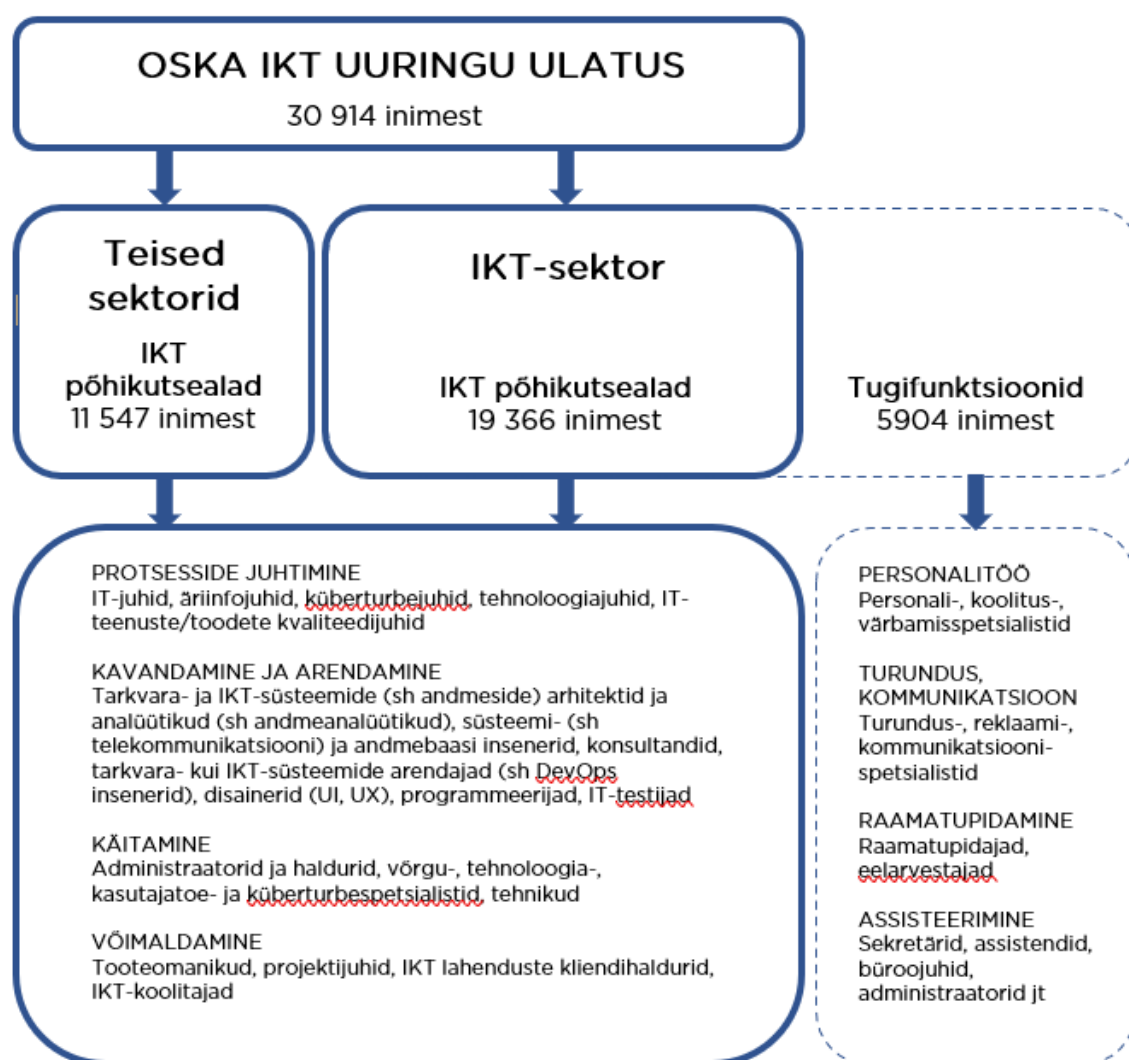 OSKA IKT UURINGU ULATUS
30 914 inimest
Teised
sektorid
IKT
põhikutsealad
11 547 inimest
IKT-sektor
IKT põhikutsealad
19 366 inimest
Tugifunktsioonid
5904 inimest
PROTSESSIDE JUHTIMINE
IT-juhid, äriinfojuhid, küberturbejuhid, tehnoloogiajuhid, IT-
teenuste/toodete kvaliteedijuhid
KAVANDAMINE JA ARENDAMINE
Tarkvara- ja IKT-süsteemide (sh andmeside) arhitektid ja
analüütikud (sh andmeanalüütikud), süsteemi- (sh
telekommunikatsiooni) ja andmebaasi insenerid, konsultandid,
tarkvara- kui IKT-süsteemide arendajad (sh DevOps
insenerid), disainerid (UI, UX), programmeerijad, IT-testijad
KÄITAMINE
Administraatorid ja haldurid, võrgu-, tehnoloogia-,
kasutajatoe- ja küberturbespetsialistid, tehnikud
VÕIMALDAMINE
Tooteomanikud, projektijuhid, IKT lahenduste kliendihaldurid,
IKT-koolitajad
PERSONALITÖÖ
Personali-, koolitus-,
värbamisspetsialistid
TURUNDUS,
KOMMUNIKATSIOON
Turundus-, reklaami-,
kommunikatsiooni-
spetsialistid
RAAMATUPIDAMINE
Raamatupidajad,
eelarvestajad
ASSISTEERIMINE
Sekretärid, assistendid,
büroojuhid,
administraatorid jt